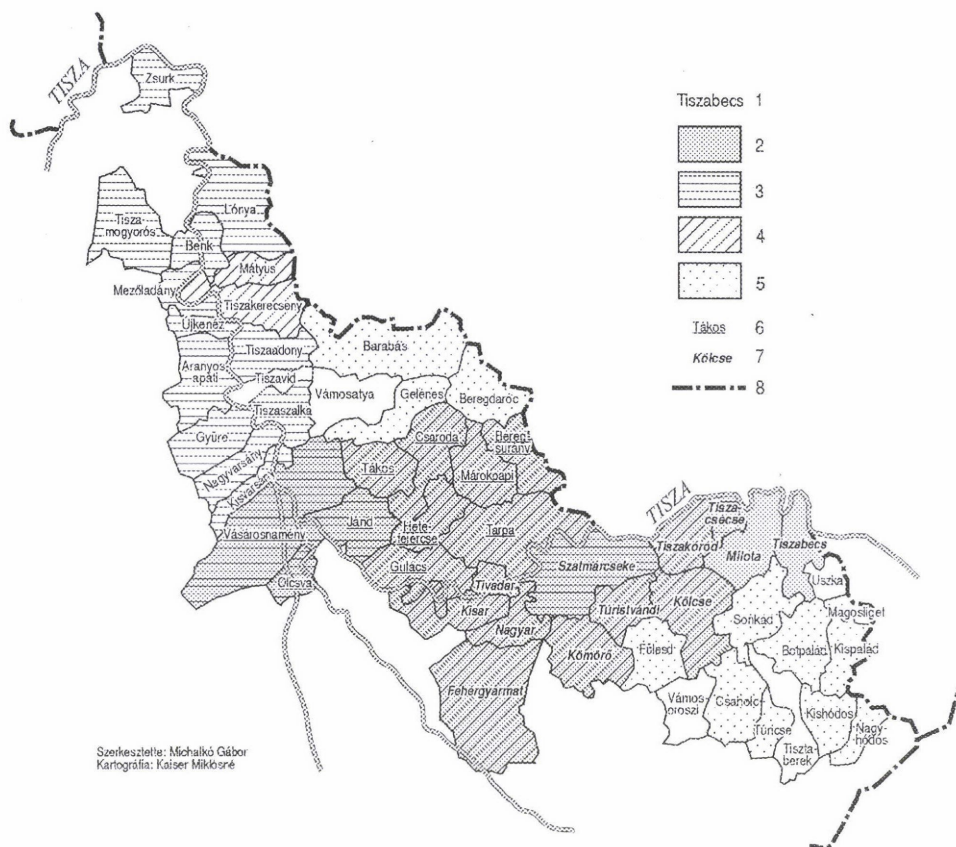 TISZA
Zsurk
Tiszabecs 1
2
3
4
5
Tákos 6
Kölcse 7
8
Lónya
Tisza
mogyorós
Benk
Mátyus
Mezőladány
Tiszakerecseny
Újkenéz
Tiszaadony
Barabás
Aranyos
apáti
Tiszavid
Vámosatya
Gelénes
Beregdaróc
Tiszaszalka
Gyüre
Csaroda
Bereg
surány
Nagyvarsány
Tákos
Márokpapi
Kisvarsány
TISZA
Tisza
csécse
Vásárosnamény
Jánd
Hete
fejércse
Tarpa
Tiszakóród
Milota
Tiszabecs
Gulács
Szatmárcseke
Olcsva
Tivadar
Uszka
Kisar
Túristvándi
Kölcse
Sonkád
Magosliget
Nagyar
Botpalád
Kispalád
Kömörő
Fülesd
Fehérgyarmat
Vámos-
oroszi
Csaholc
Kishódos
Nagy-
hódos
Túrcse
Tiszta
berek
Szerkesztette: Michalkó Gábor
Kartográfia: Kaiser Miklósné